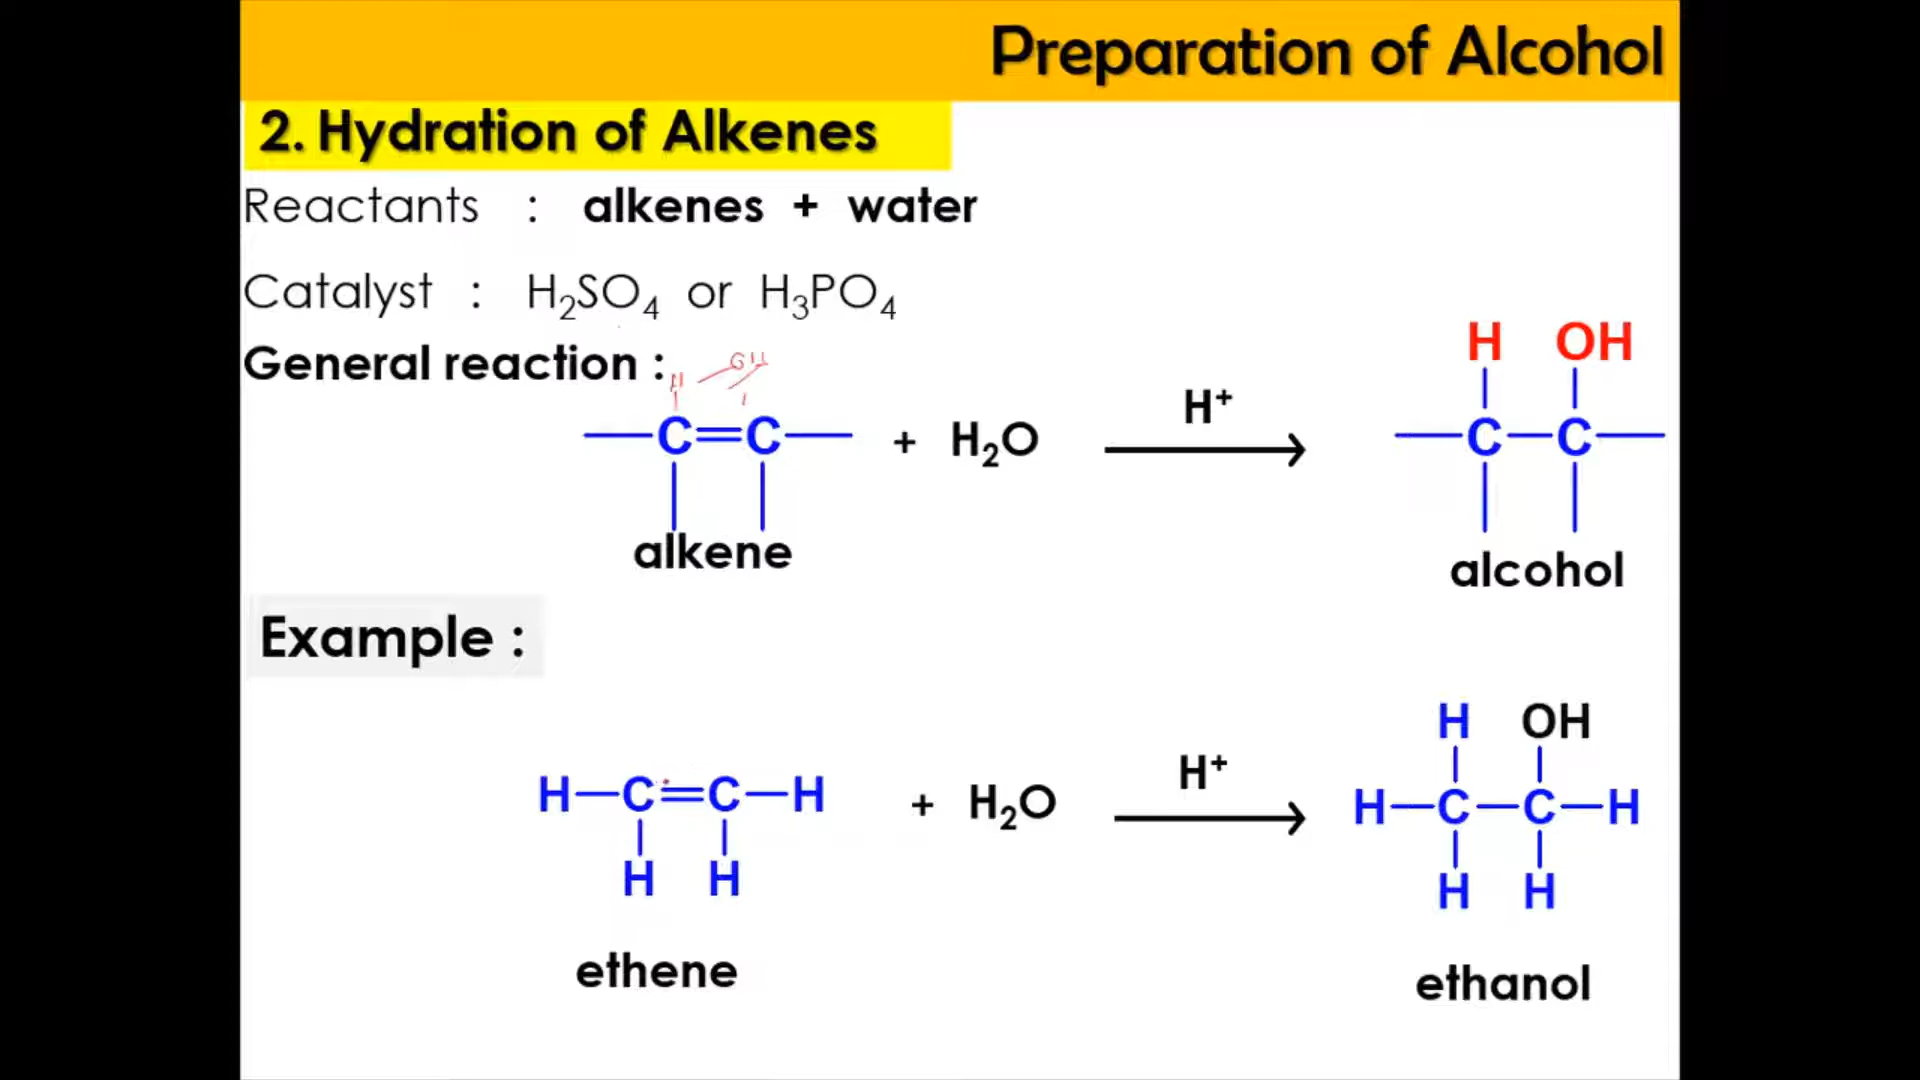 Preparation of Alcohol
2. Hydration of Alkenes
Reactants : alkenes + water
Catalyst : H₂SO₄ or H₃PO₄
General reaction :
H OH
H OH
C=C + H₂O H⁺ C—C
alkene alcohol
Example :
H OH
H—C=C—H + H₂O H⁺ H—C—C—H
H H H H
ethene ethanol